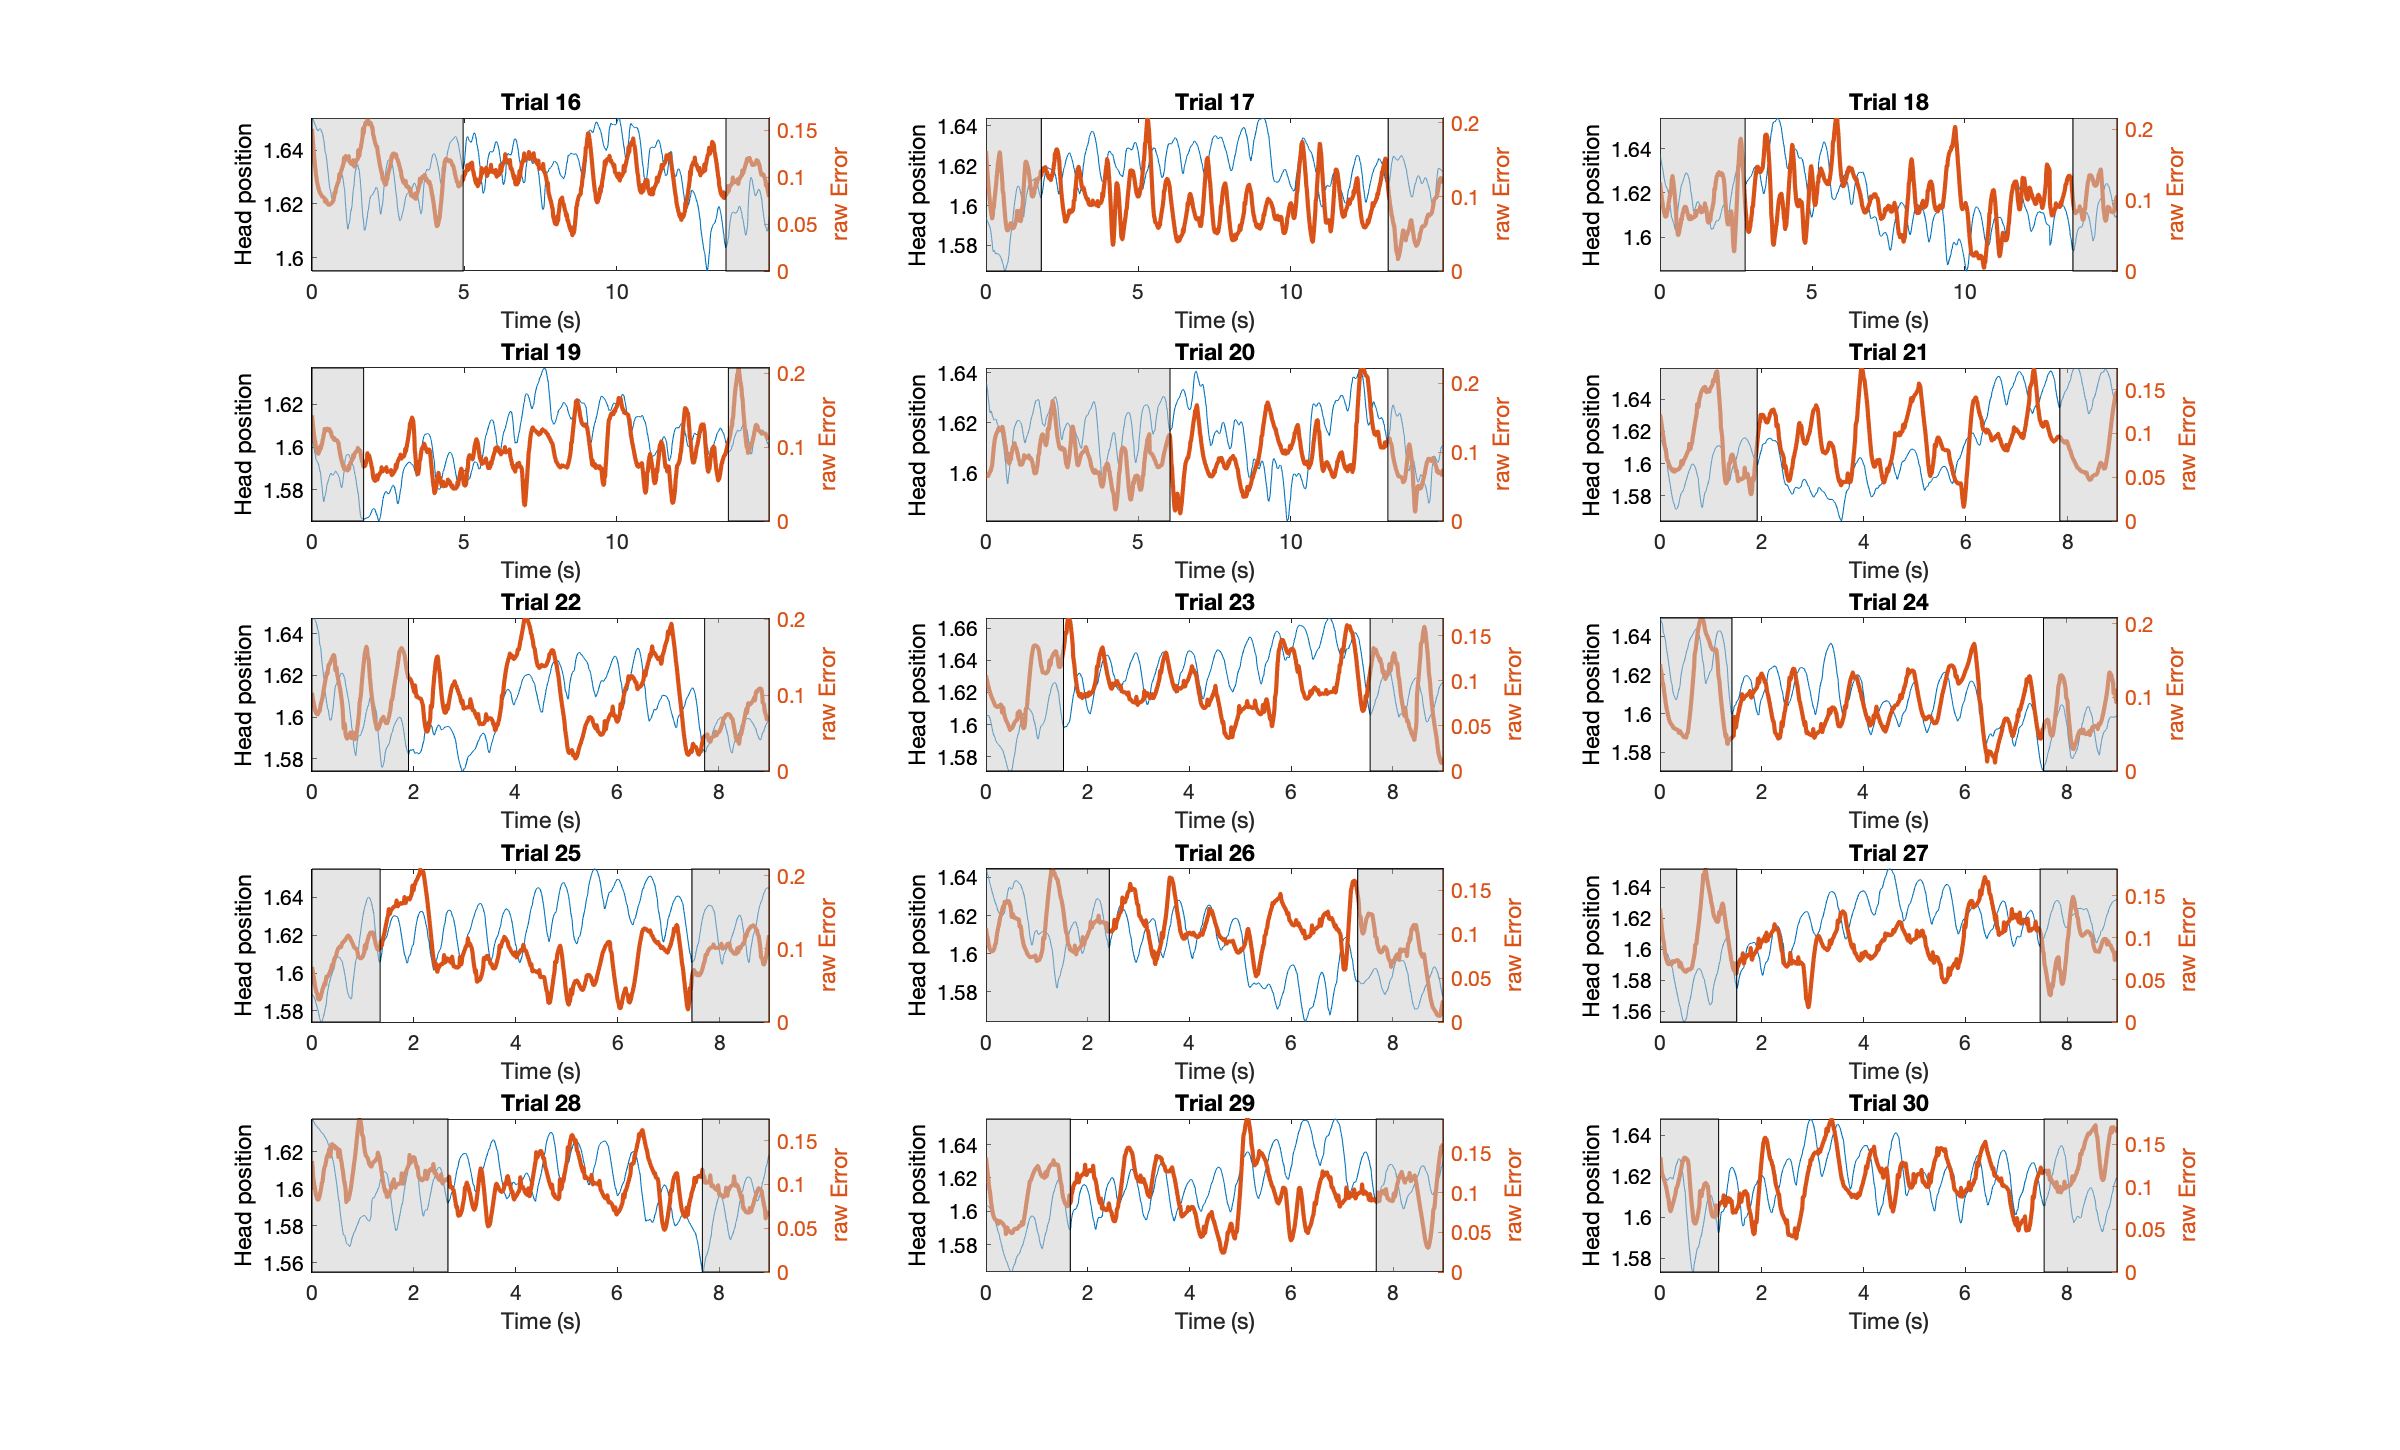 Trial 16
Trial 17
Trial 18
Head position
1.64
1.62
1.6
0.15
0.1
0.05
0
raw Error
Head position
1.64
1.62
1.6
1.58
0.2
0.1
0
raw Error
Head position
1.64
1.62
1.6
0.2
0.1
0
raw Error
0 5 10
0 5 10
0 5 10
Time (s)
Time (s)
Time (s)
Trial 19
Trial 20
Trial 21
Head position
1.62
1.6
1.58
0.2
0.1
0
raw Error
Head position
1.64
1.62
1.6
0.2
0.1
0
raw Error
Head position
1.64
1.62
1.6
1.58
0.15
0.1
0.05
0
raw Error
0 5 10
0 5 10
0 2 4 6 8
Time (s)
Time (s)
Time (s)
Trial 22
Trial 23
Trial 24
Head position
1.64
1.62
1.6
1.58
0.2
0.1
0
raw Error
Head position
1.66
1.64
1.62
1.6
1.58
0.15
0.1
0.05
0
raw Error
Head position
1.64
1.62
1.6
1.58
0.2
0.1
0
raw Error
0 2 4 6 8
0 2 4 6 8
0 2 4 6 8
Time (s)
Time (s)
Time (s)
Trial 25
Trial 26
Trial 27
Head position
1.64
1.62
1.6
1.58
0.2
0.1
0
raw Error
Head position
1.64
1.62
1.6
1.58
0.15
0.1
0.05
0
raw Error
Head position
1.64
1.62
1.6
1.58
1.56
0.15
0.1
0.05
0
raw Error
0 2 4 6 8
0 2 4 6 8
0 2 4 6 8
Time (s)
Time (s)
Time (s)
Trial 28
Trial 29
Trial 30
Head position
1.62
1.6
1.58
1.56
0.15
0.1
0.05
0
raw Error
Head position
1.64
1.62
1.6
1.58
0.15
0.1
0.05
0
raw Error
Head position
1.64
1.62
1.6
1.58
0.15
0.1
0.05
0
raw Error
0 2 4 6 8
0 2 4 6 8
0 2 4 6 8
Time (s)
Time (s)
Time (s)